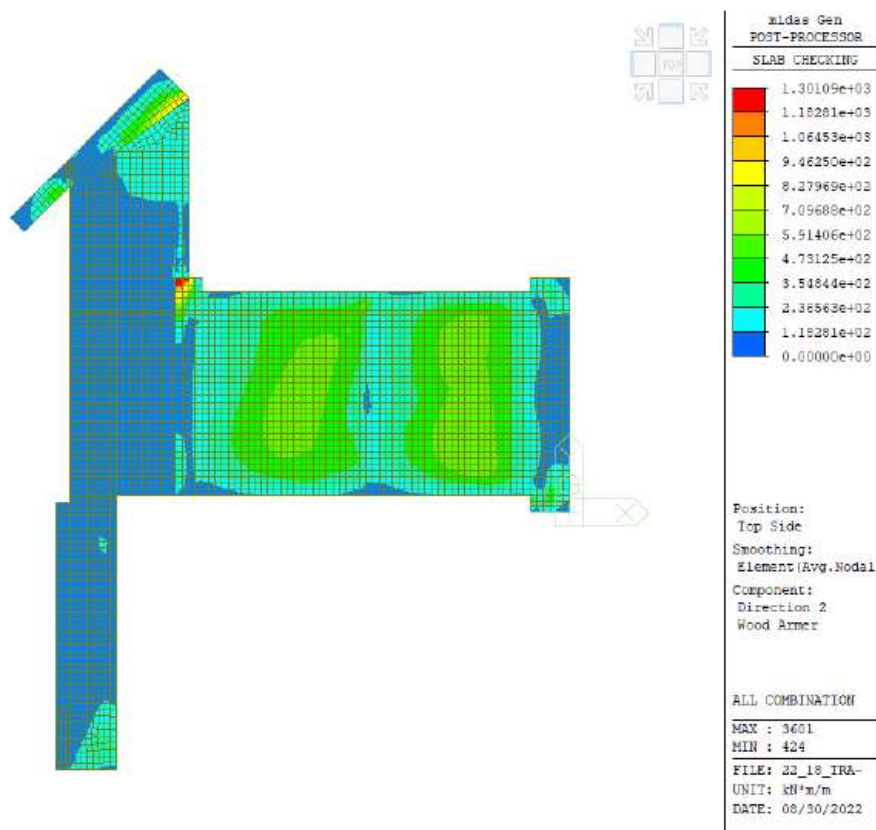 midas Gen
POST-PROCESSOR
SLAB CHECKING
1.30109e+03
1.18281e+03
1.06453e+03
9.46250e+02
8.27969e+02
7.09688e+02
5.91406e+02
4.73125e+02
3.54844e+02
2.36563e+02
1.18281e+02
0.00000e+00
TOP
Y
X
Position:
Top Side
Smoothing:
Element(Avg.Nodal
Component:
Direction 2
Wood Armer
ALL COMBINATION
MAX : 3601
MIN : 424
FILE: 22_18_TRA~
UNIT: kN*m/m
DATE: 08/30/2022